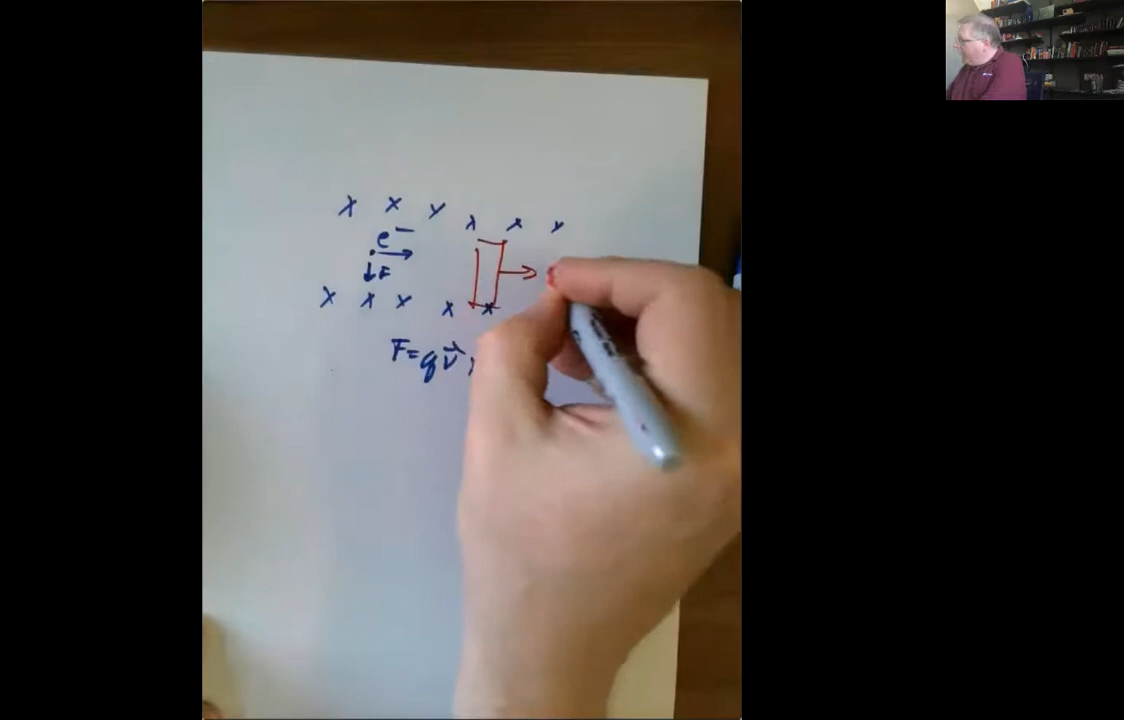 x x x x x x
e⁻
F
x x x x x
F=qv⃗